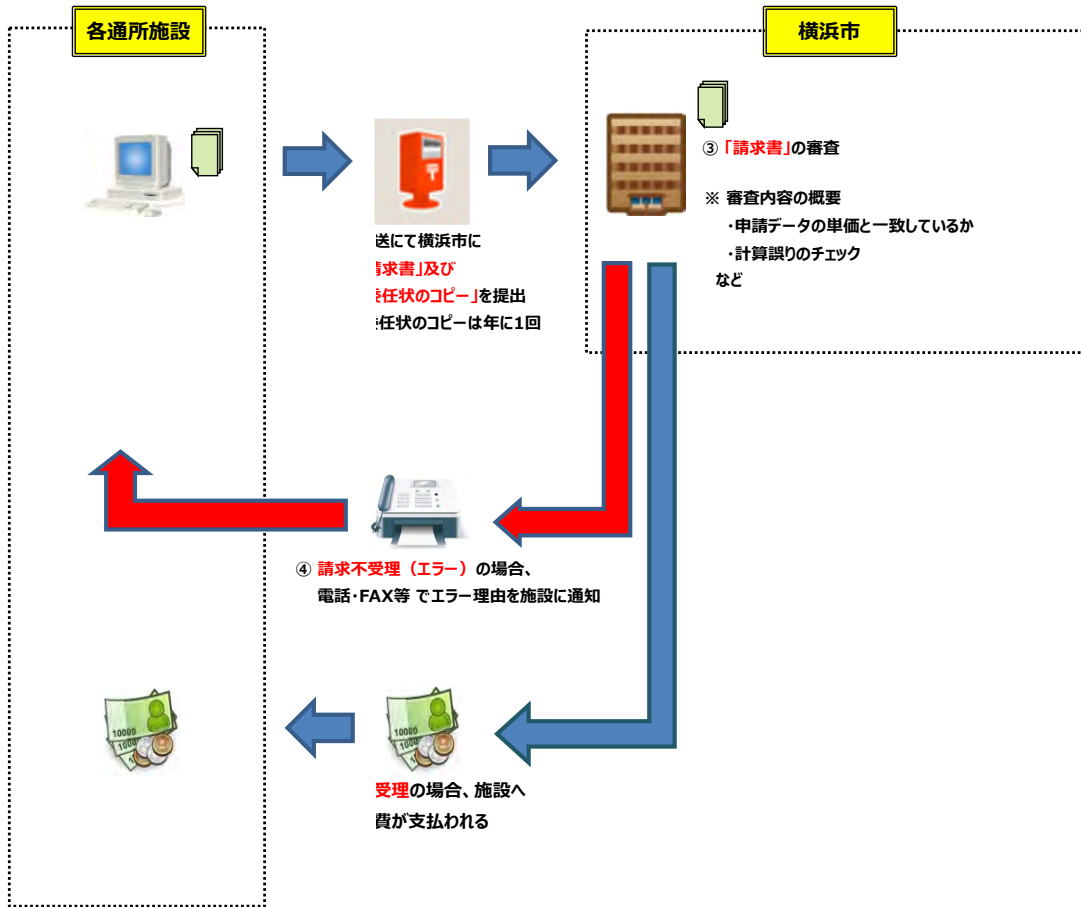 各通所施設
横浜市
送にて横浜市に
請求書」及び
委任状のコピー」を提出
任状のコピーは年に1回
③「請求書」の審査
※ 審査内容の概要
・申請データの単価と一致しているか
・計算誤りのチェック
など
④ 請求不受理（エラー）の場合、
電話・FAX等 でエラー理由を施設に通知
受理の場合、施設へ
費が支払われる
10000
10000